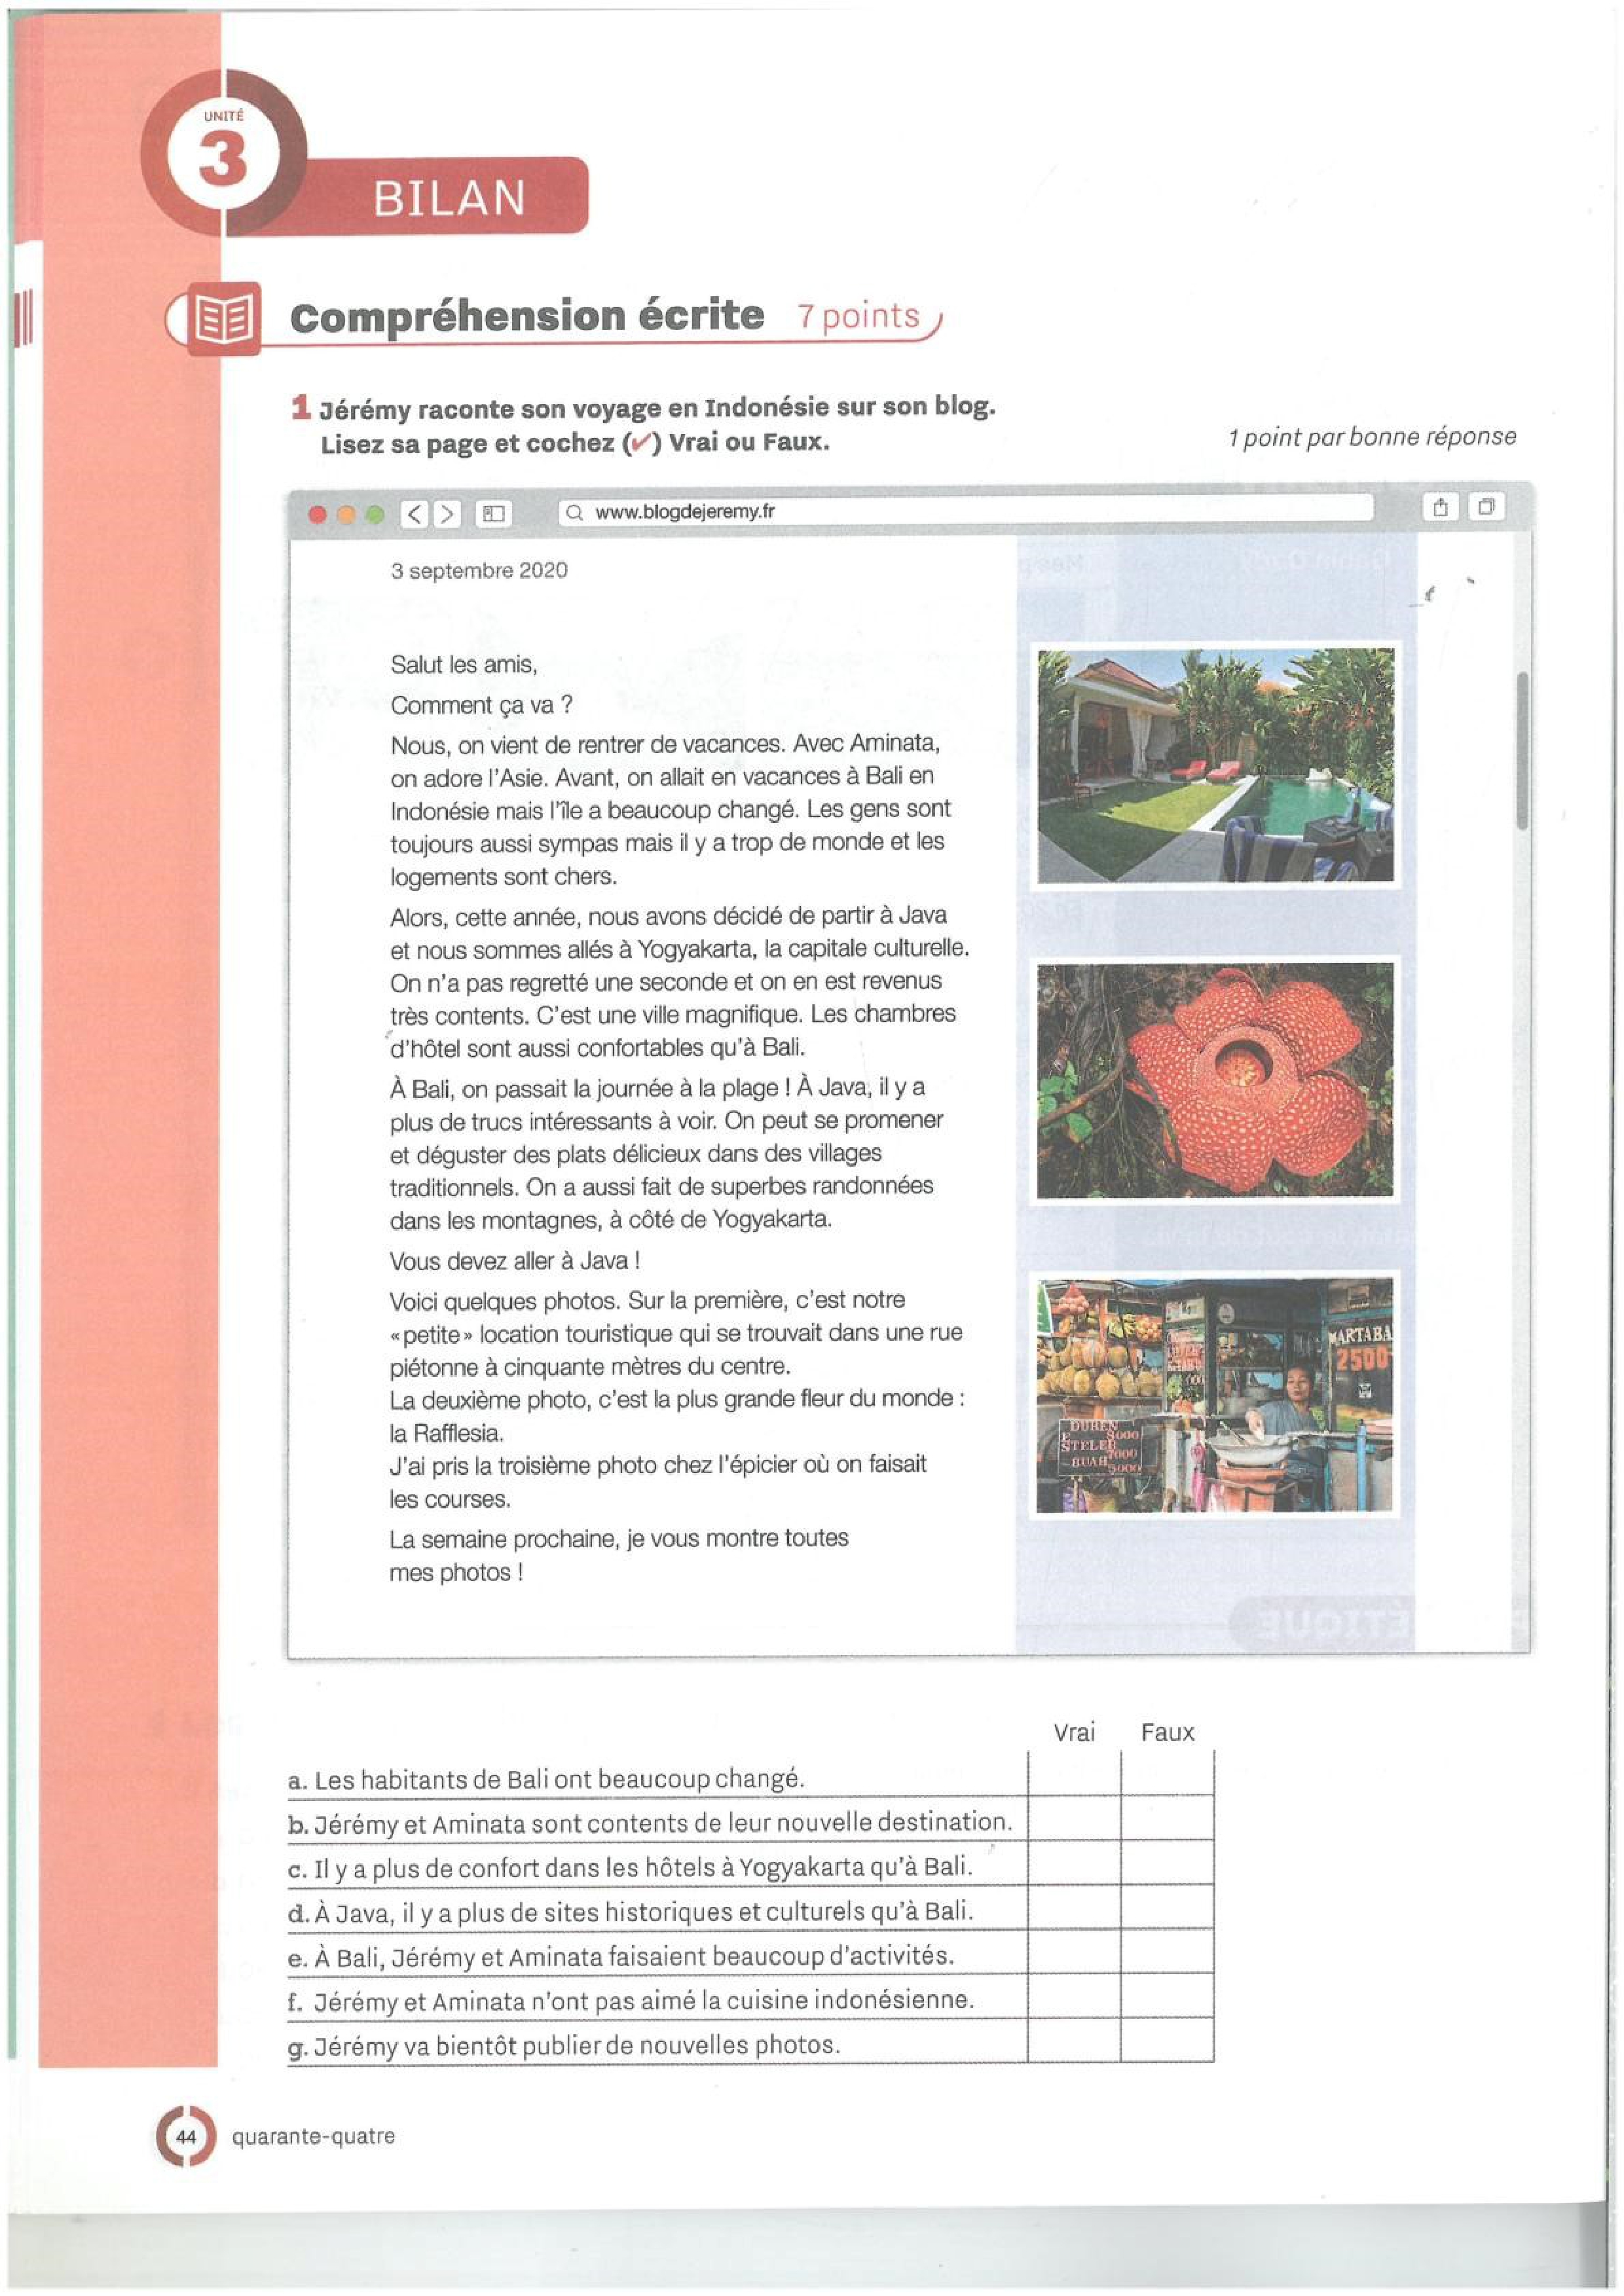 UNITÉ
3
BILAN
Compréhension écrite 7 points
1 Jérémy raconte son voyage en Indonésie sur son blog.
Lisez sa page et cochez (✔) Vrai ou Faux.
1 point par bonne réponse
www.blogdejeremy.fr
3 septembre 2020
Salut les amis,
Comment ça va ?
Nous, on vient de rentrer de vacances. Avec Aminata,
on adore l'Asie. Avant, on allait en vacances à Bali en
Indonésie mais l'île a beaucoup changé. Les gens sont
toujours aussi sympas mais il y a trop de monde et les
logements sont chers.
Alors, cette année, nous avons décidé de partir à Java
et nous sommes allés à Yogyakarta, la capitale culturelle.
On n'a pas regretté une seconde et on en est revenus
très contents. C'est une ville magnifique. Les chambres
d'hôtel sont aussi confortables qu'à Bali.
À Bali, on passait la journée à la plage ! À Java, il y a
plus de trucs intéressants à voir. On peut se promener
et déguster des plats délicieux dans des villages
traditionnels. On a aussi fait de superbes randonnées
dans les montagnes, à côté de Yogyakarta.
Vous devez aller à Java !
Voici quelques photos. Sur la première, c'est notre
« petite » location touristique qui se trouvait dans une rue
piétonne à cinquante mètres du centre.
La deuxième photo, c'est la plus grande fleur du monde :
la Rafflesia.
J'ai pris la troisième photo chez l'épicier où on faisait
les courses.
La semaine prochaine, je vous montre toutes
mes photos !
MARTABA
2500
DUREN
8000
STELER
7000
BUAH
5000
Vrai Faux
a. Les habitants de Bali ont beaucoup changé.
b. Jérémy et Aminata sont contents de leur nouvelle destination.
c. Il y a plus de confort dans les hôtels à Yogyakarta qu'à Bali.
d. À Java, il y a plus de sites historiques et culturels qu'à Bali.
e. À Bali, Jérémy et Aminata faisaient beaucoup d'activités.
f. Jérémy et Aminata n'ont pas aimé la cuisine indonésienne.
g. Jérémy va bientôt publier de nouvelles photos.
44 quarante-quatre